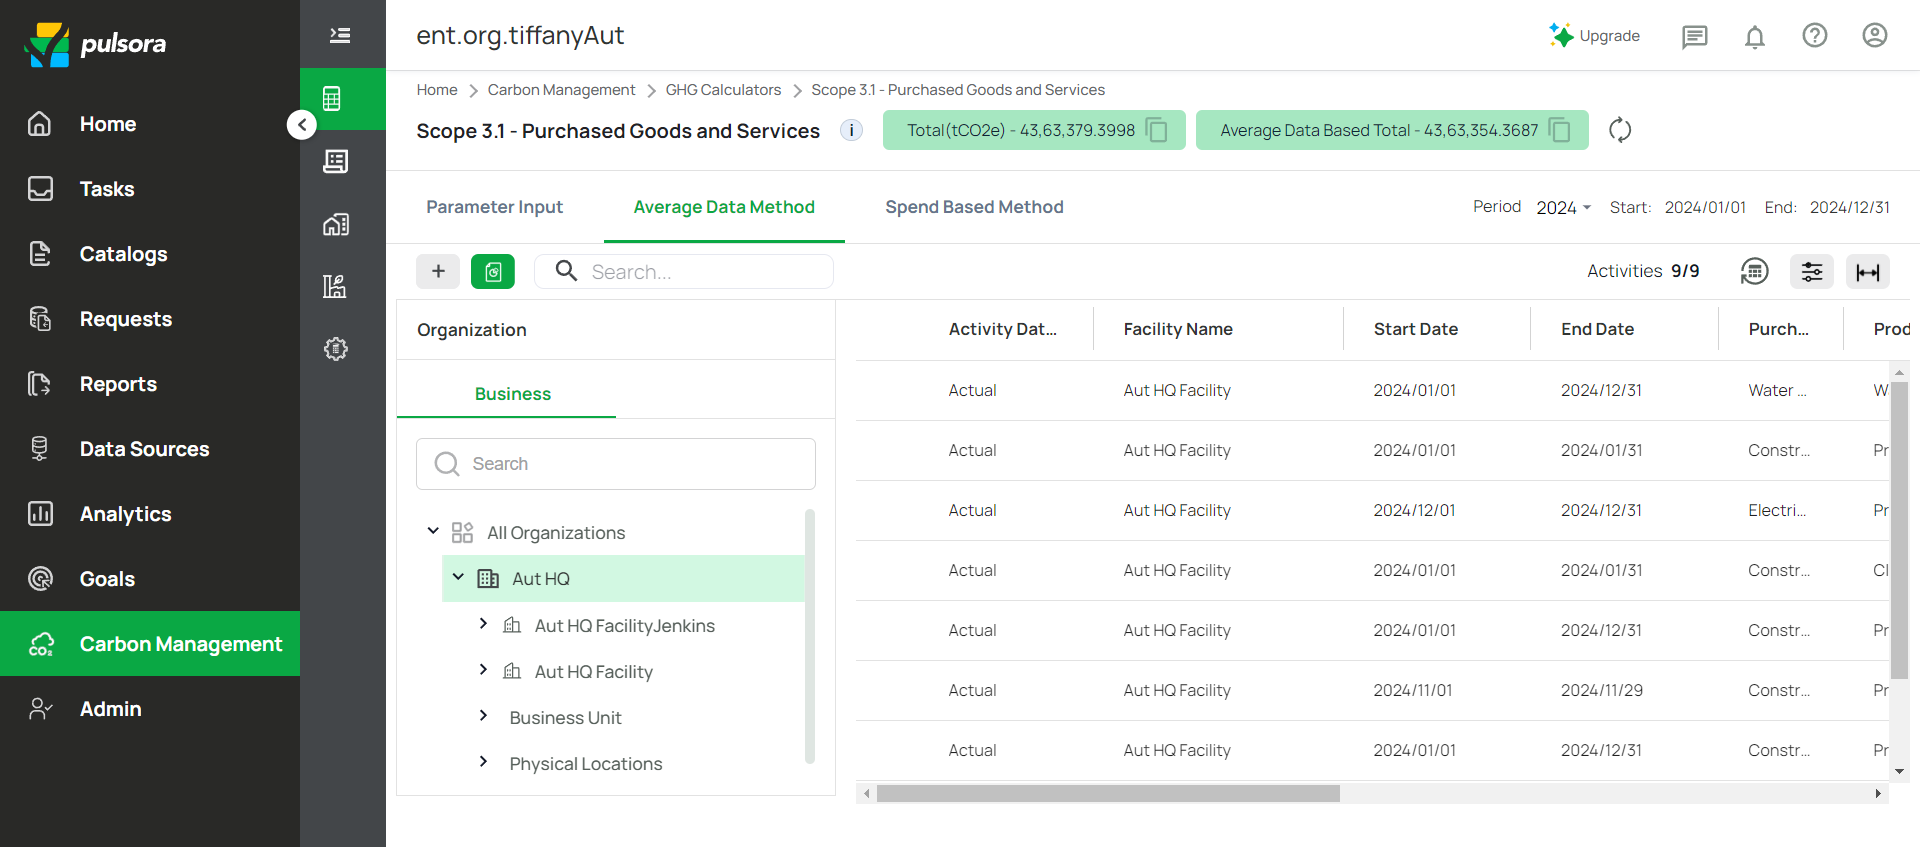 pulsora
Home
Tasks
Catalogs
Requests
Reports
Data Sources
Analytics
Goals
Carbon Management
Admin
ent.org.tiffanyAut
Upgrade
Home > Carbon Management > GHG Calculators > Scope 3.1 - Purchased Goods and Services
Scope 3.1 - Purchased Goods and Services
Total(tCO2e) - 43,63,379.3998
Average Data Based Total - 43,63,354.3687
Parameter Input
Average Data Method
Spend Based Method
Period 2024 Start: 2024/01/01 End: 2024/12/31
Search...
Activities 9/9
Organization
Business
Search
All Organizations
Aut HQ
Aut HQ FacilityJenkins
Aut HQ Facility
Business Unit
Physical Locations
Activity Dat... Facility Name Start Date End Date Purch... Prod
Actual Aut HQ Facility 2024/01/01 2024/12/31 Water ... W
Actual Aut HQ Facility 2024/01/01 2024/01/31 Constr... Pr
Actual Aut HQ Facility 2024/12/01 2024/12/31 Electri... Pr
Actual Aut HQ Facility 2024/01/01 2024/01/31 Constr... Cl
Actual Aut HQ Facility 2024/01/01 2024/12/31 Constr... Pr
Actual Aut HQ Facility 2024/11/01 2024/11/29 Constr... Pr
Actual Aut HQ Facility 2024/01/01 2024/12/31 Constr... Pr